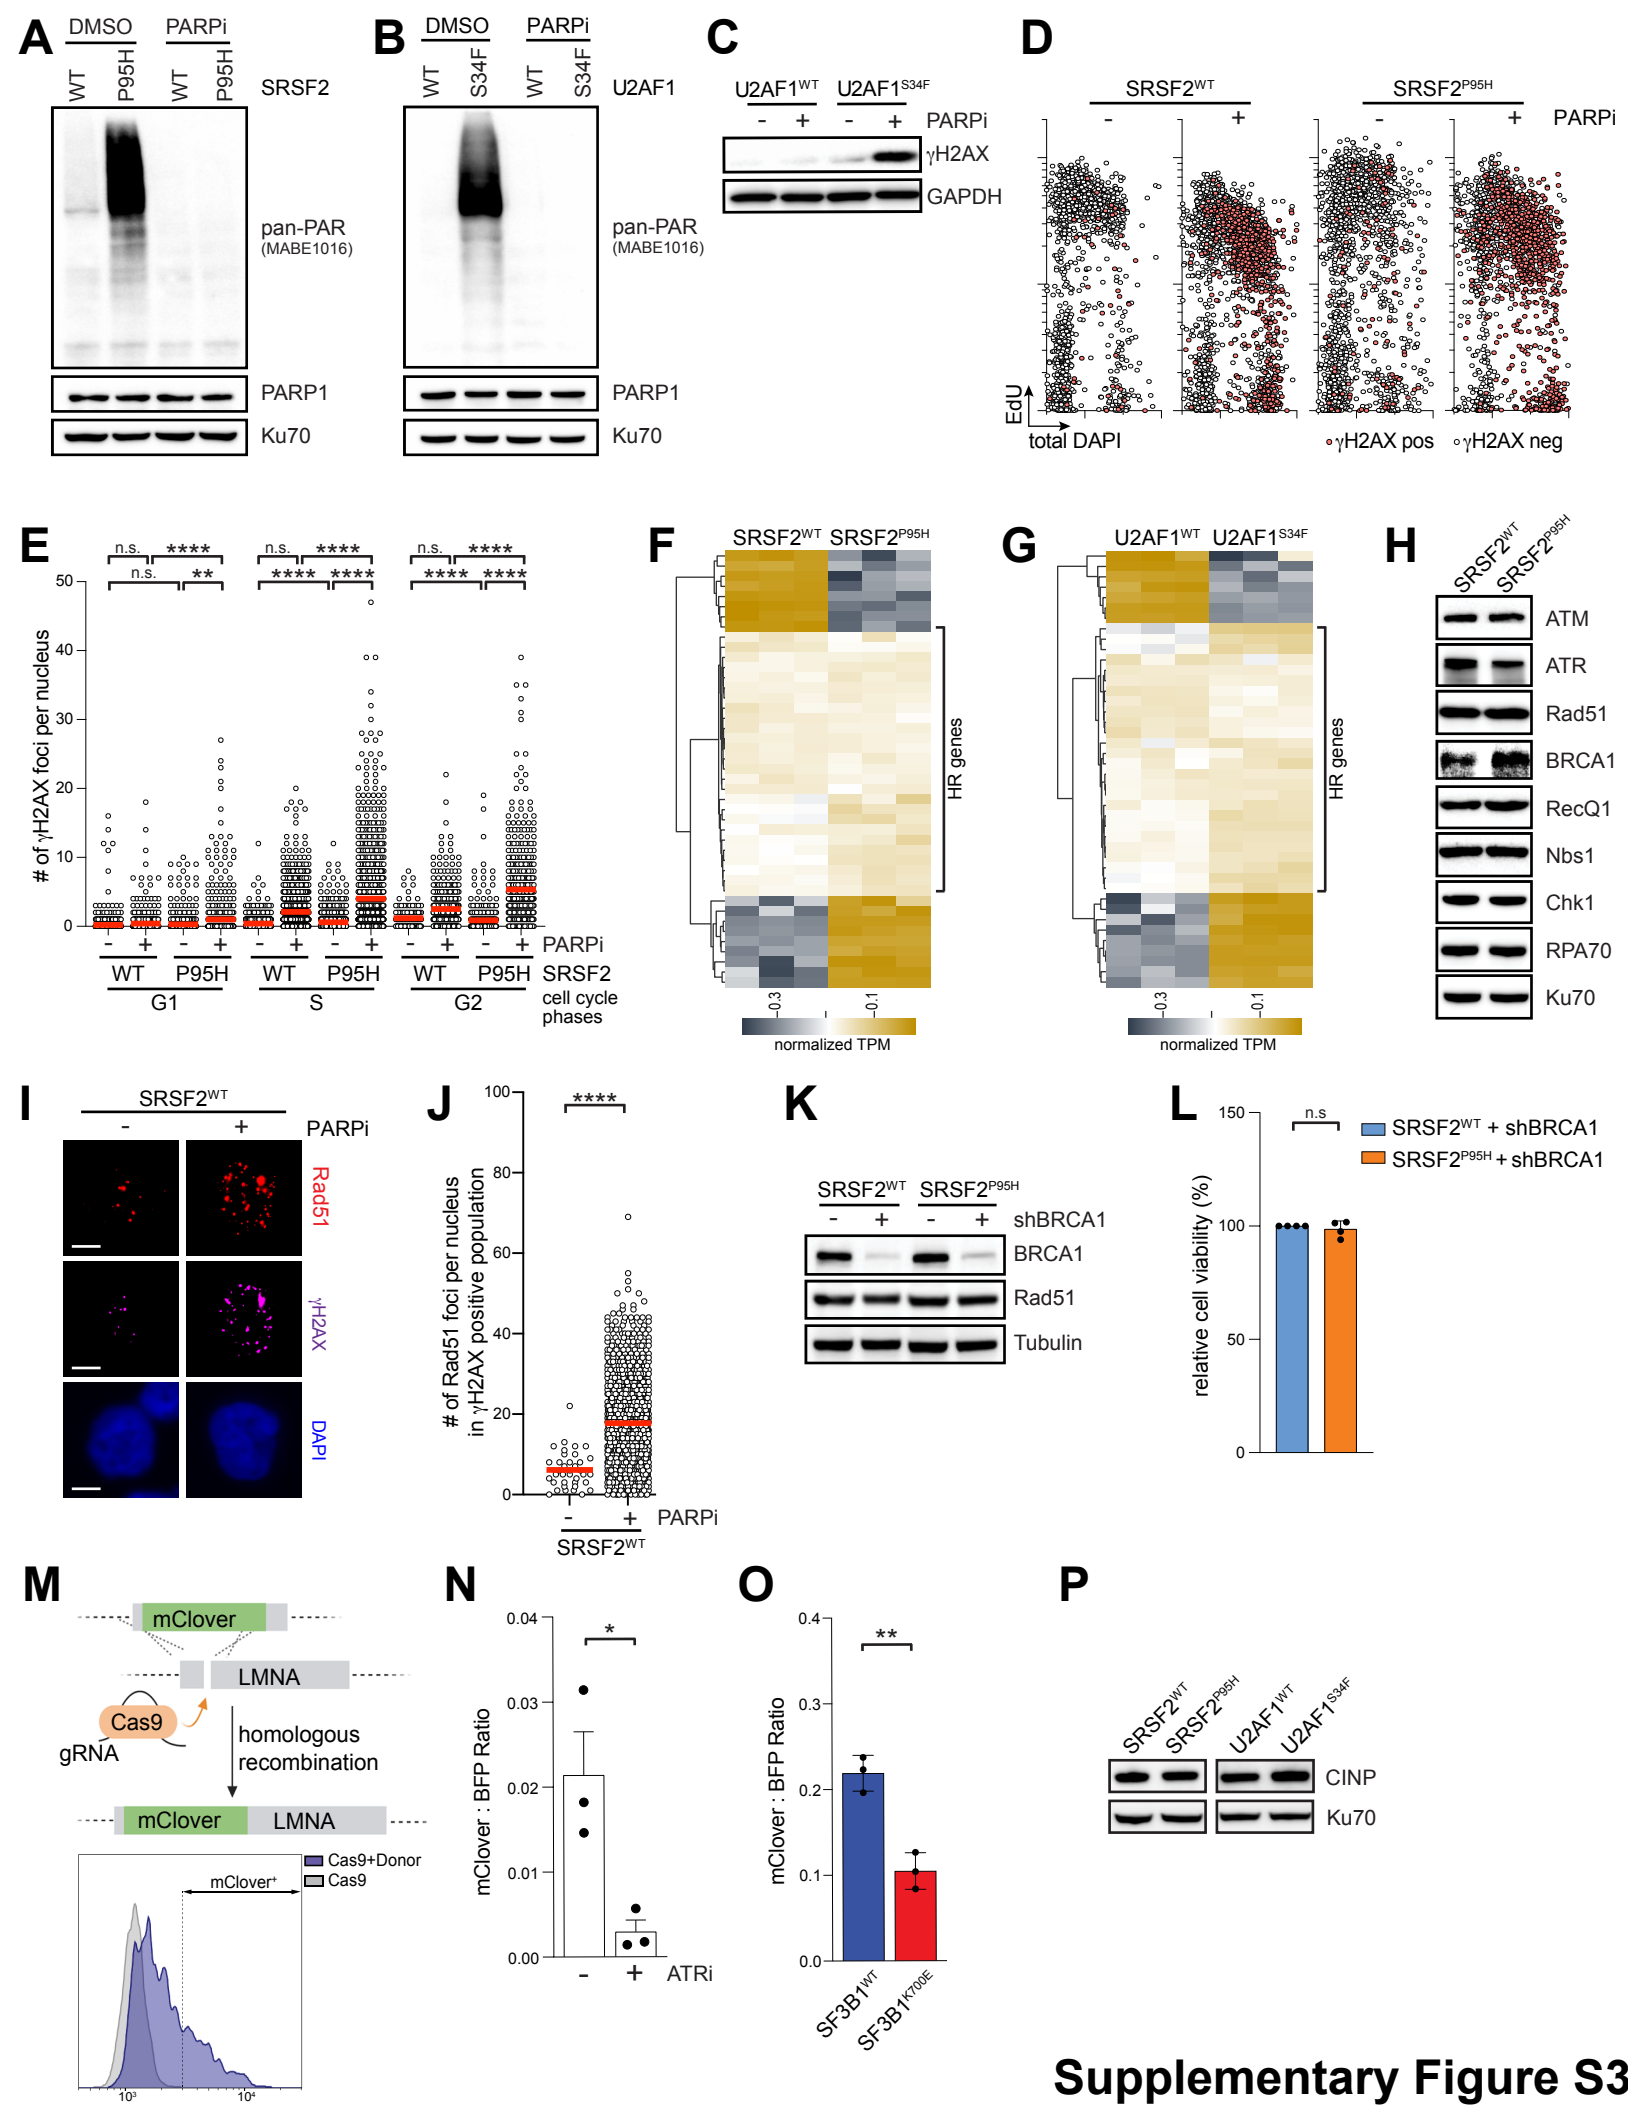 A
DMSO PARPi
WT P95H WT P95H SRSF2
pan-PAR
(MABE1016)
PARP1
Ku70
B
DMSO PARPi
WT S34F WT S34F U2AF1
pan-PAR
(MABE1016)
PARP1
Ku70
C
U2AF1WT U2AF1S34F
- + - + PARPi
γH2AX
GAPDH
D
SRSF2WT SRSF2P95H
- + - + PARPi
EdU
total DAPI
γH2AX pos γH2AX neg
E
n.s. **** n.s. **** n.s. ****
n.s. ** **** **** **** ****
# of γH2AX foci per nucleus
50
40
30
20
10
0
- + - + - + - + - + - + PARPi
WT P95H WT P95H WT P95H SRSF2
G1 S G2 cell cycle
phases
F
SRSF2WT SRSF2P95H
HR genes
-0.3 -0.1
normalized TPM
G
U2AF1WT U2AF1S34F
HR genes
-0.3 -0.1
normalized TPM
H
SRSF2WT SRSF2P95H
ATM
ATR
Rad51
BRCA1
RecQ1
Nbs1
Chk1
RPA70
Ku70
I
SRSF2WT
- + PARPi
Rad51
γH2AX
DAPI
J
# of Rad51 foci per nucleus
in γH2AX positive population
****
100
80
60
40
20
0
- + PARPi
SRSF2WT
K
SRSF2WT SRSF2P95H
- + - + shBRCA1
BRCA1
Rad51
Tubulin
L
relative cell viability (%)
150
100
50
0
n.s
SRSF2WT + shBRCA1
SRSF2P95H + shBRCA1
M
mClover
LMNA
Cas9
gRNA
homologous
recombination
mClover LMNA
Cas9+Donor
Cas9
mClover+
10³ 10⁴
N
mClover : BFP Ratio
*
0.04
0.03
0.02
0.01
0.00
- + ATRi
O
mClover : BFP Ratio
**
0.4
0.3
0.2
0.1
0.0
SF3B1WT SF3B1K700E
P
SRSF2WT SRSF2P95H U2AF1WT U2AF1S34F
CINP
Ku70
Supplementary Figure S3